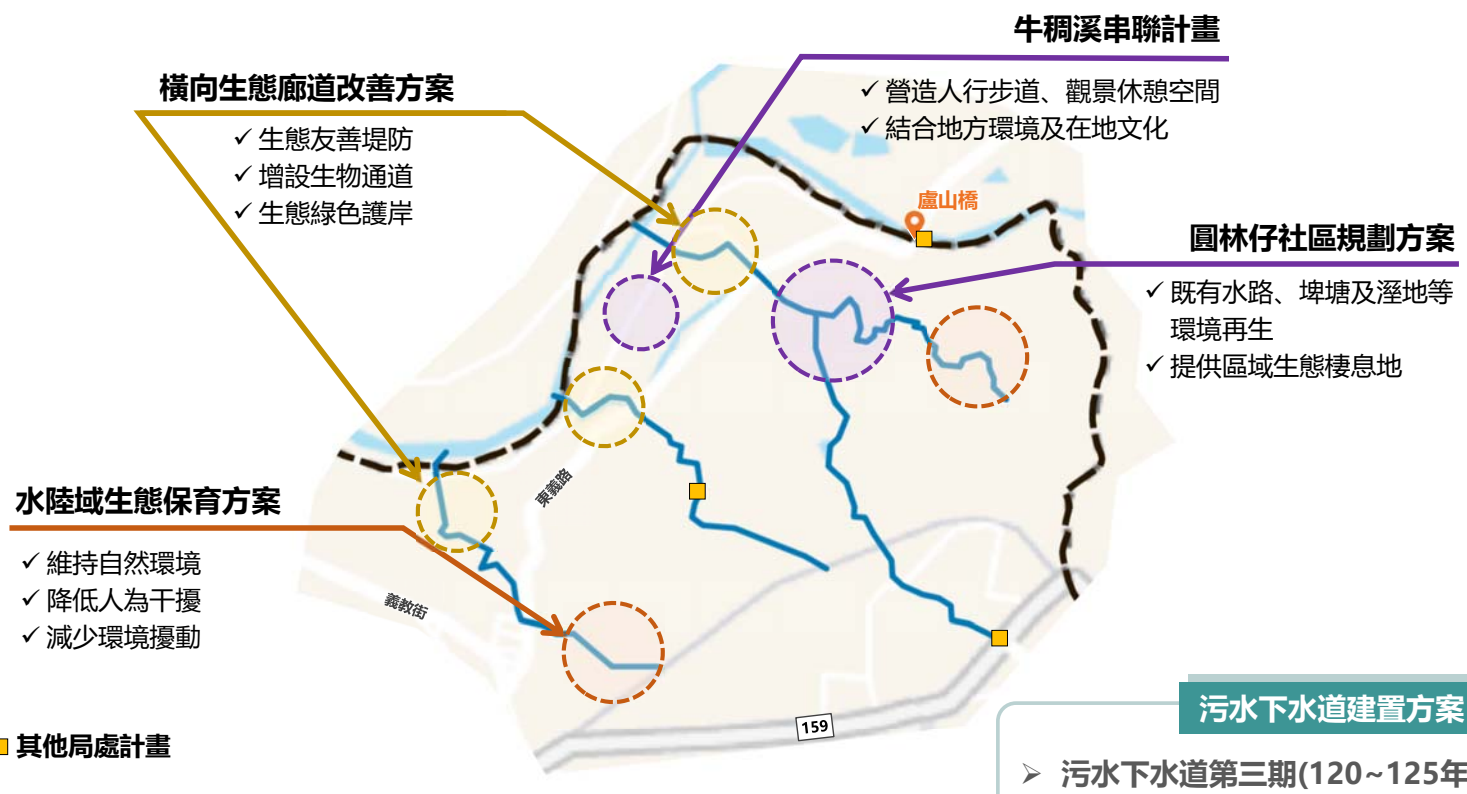 牛稠溪串聯計畫
✓ 營造人行步道、觀景休憩空間
✓ 結合地方環境及在地文化
橫向生態廊道改善方案
✓ 生態友善堤防
✓ 增設生物通道
✓ 生態綠色護岸
盧山橋
圓林仔社區規劃方案
✓ 既有水路、埤塘及溼地等
環境再生
✓ 提供區域生態棲息地
東義路
水陸域生態保育方案
✓ 維持自然環境
✓ 降低人為干擾
✓ 減少環境擾動
義教街
159
其他局處計畫
污水下水道建置方案
➢ 污水下水道第三期(120~125年